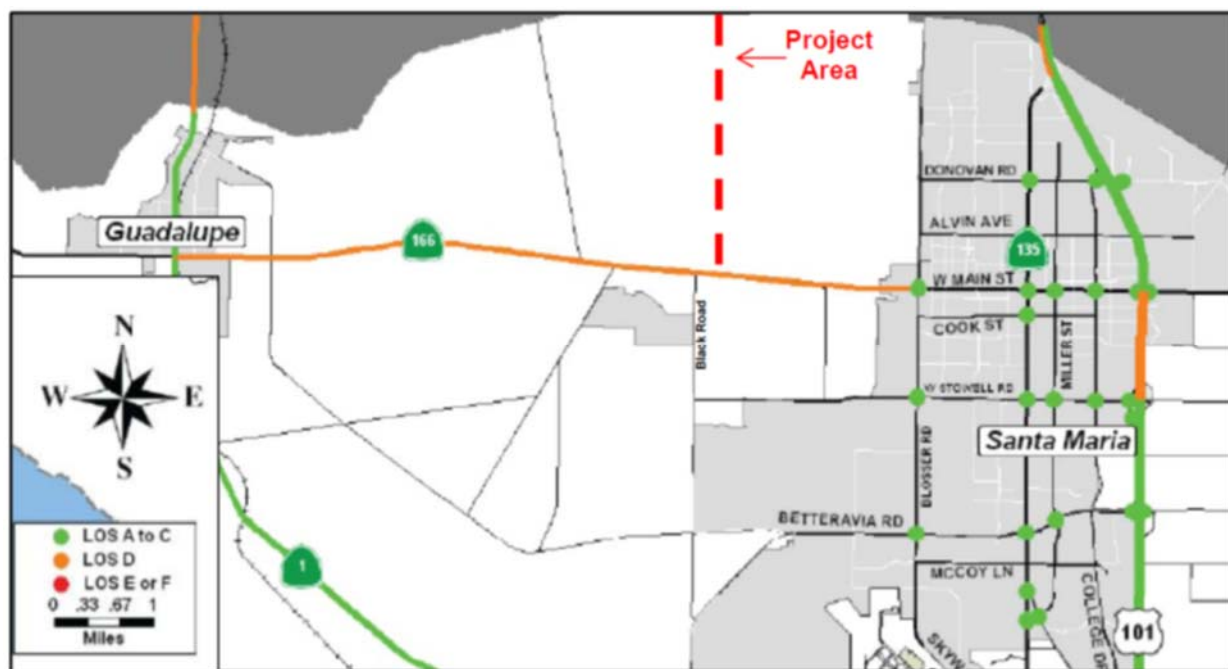 Project
Area
DONOVAN RD
ALVIN AVE
Guadalupe
166
135
W MAIN ST
COOK ST
MILLER ST
Black Road
N
W E
S
W STOWELL RD
Santa Maria
BLOSSER RD
BETTERAVIA RD
MCCOY LN
COLLEGE D
SKYW
1
101
LOS A to C
LOS D
LOS E or F
0 .33 .67 1
Miles